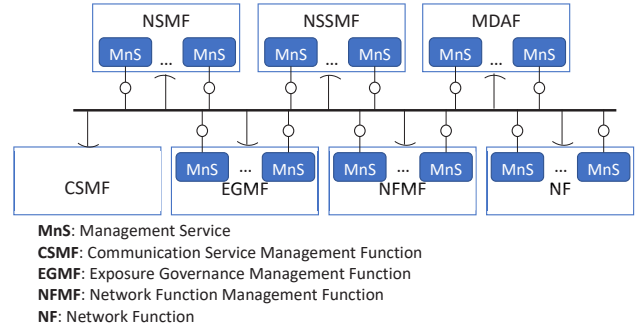 NSMF NSSMF MDAF
MnS ... MnS MnS ... MnS MnS ... MnS
MnS ... MnS MnS ... MnS MnS ... MnS
CSMF EGMF NFMF NF
MnS: Management Service
CSMF: Communication Service Management Function
EGMF: Exposure Governance Management Function
NFMF: Network Function Management Function
NF: Network Function